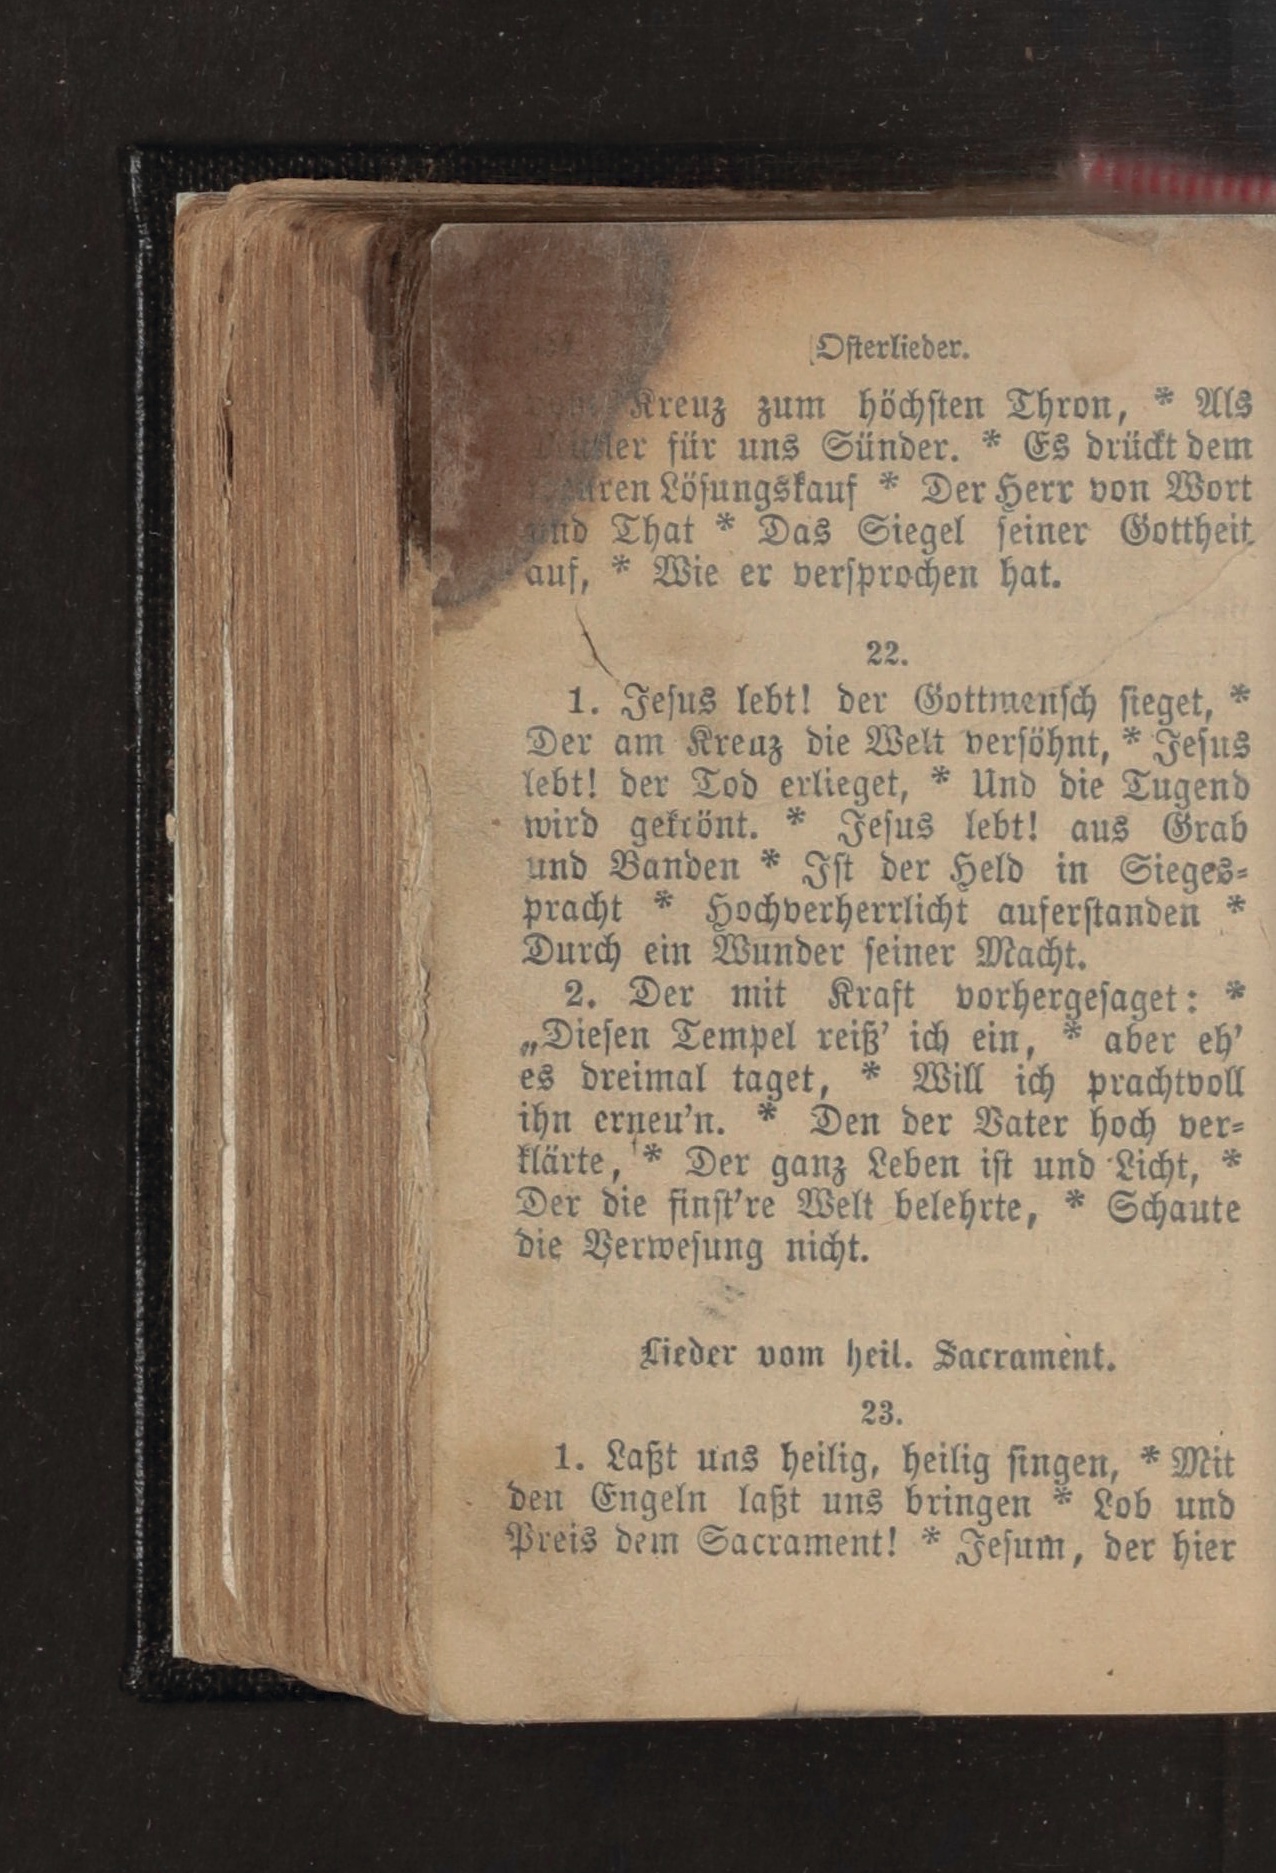 Osterlieder.
Kreuz zum höchsten Thron, * Als
für uns Sünder. * Es drückt dem
Lösungskauf * Der Herr von Wort
und That * Das Siegel seiner Gottheit
auf, * Wie er versprochen hat.
22.
1. Jesus lebt! der Gottmensch sieget, *
Der am Kreuz die Welt versöhnt, * Jesus
lebt! der Tod erlieget, * Und die Tugend
wird gekrönt. * Jesus lebt! aus Grab
und Banden * Ist der Held in Sieges-
pracht * Hochverherrlicht auferstanden *
Durch ein Wunder seiner Macht.
2. Der mit Kraft vorhergesaget: *
„Diesen Tempel reiß’ ich ein, * aber eh’
es dreimal taget, * Will ich prachtvoll
ihn erneu’n. * Den der Vater hoch ver-
klärte, * Der ganz Leben ist und Licht, *
Der die finst’re Welt belehrte, * Schaute
die Verwesung nicht.
Lieder vom heil. Sacrament.
23.
1. Laßt uns heilig, heilig singen, * Mit
den Engeln laßt uns bringen * Lob und
Preis dem Sacrament! * Jesum, der hier